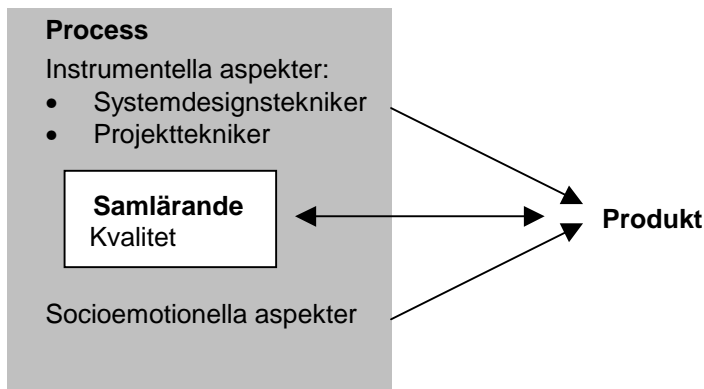 Process
Instrumentella aspekter:
• Systemdesignstekniker
• Projekttekniker
Samlärande
Kvalitet
Produkt
Socioemotionella aspekter